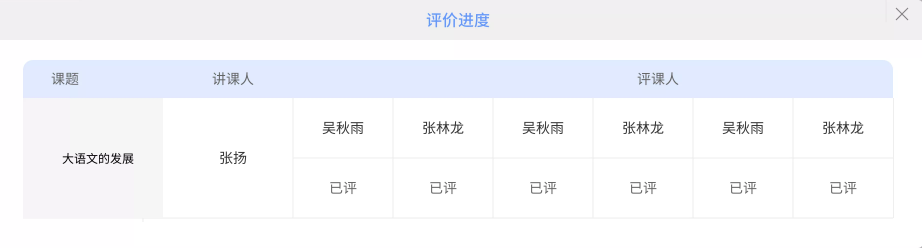 评价进度
课题 讲课人 评课人
大语文的发展 张扬 吴秋雨 张林龙 吴秋雨 张林龙 吴秋雨 张林龙
已评 已评 已评 已评 已评 已评